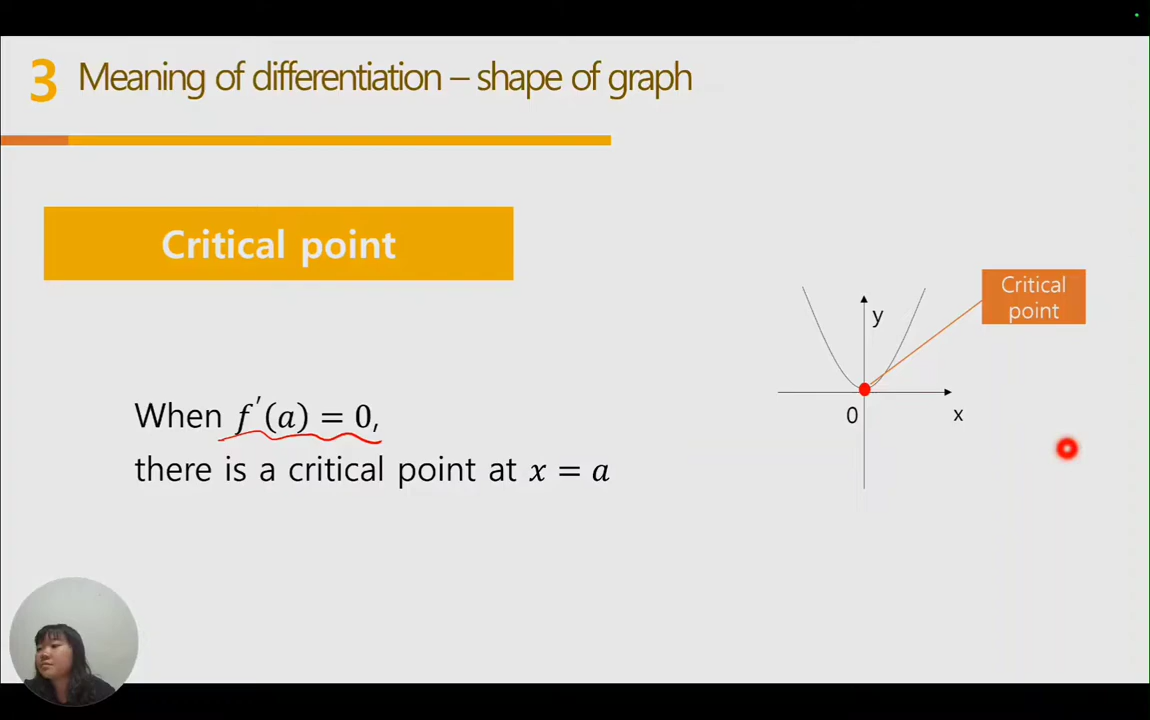 3 Meaning of differentiation – shape of graph
Critical point
When f′(a) = 0,
there is a critical point at x = a
Critical
point
y
0
x